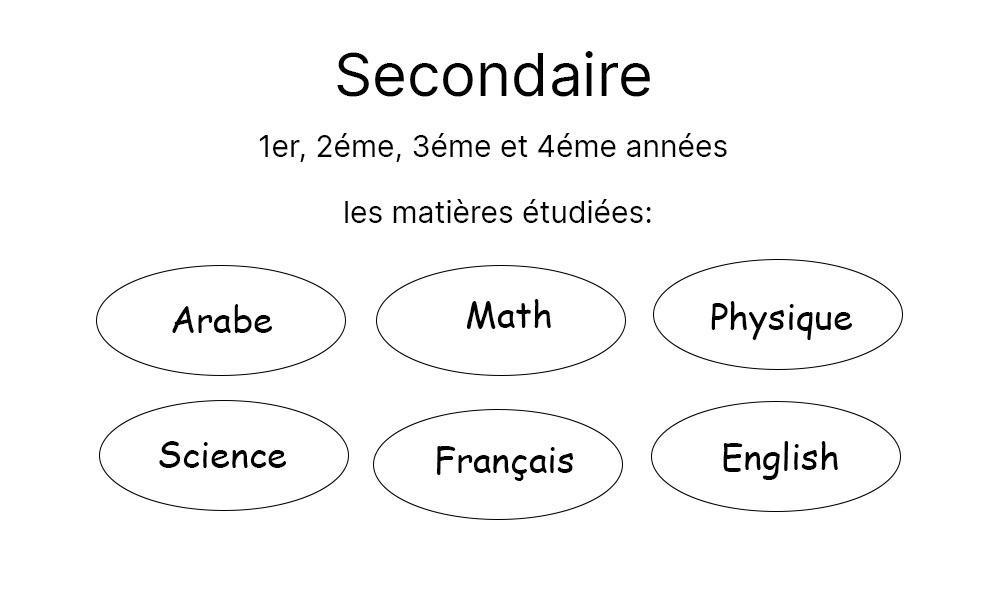 Secondaire
1er, 2éme, 3éme et 4éme années
les matières étudiées:
Arabe
Math
Physique
Science
Français
English